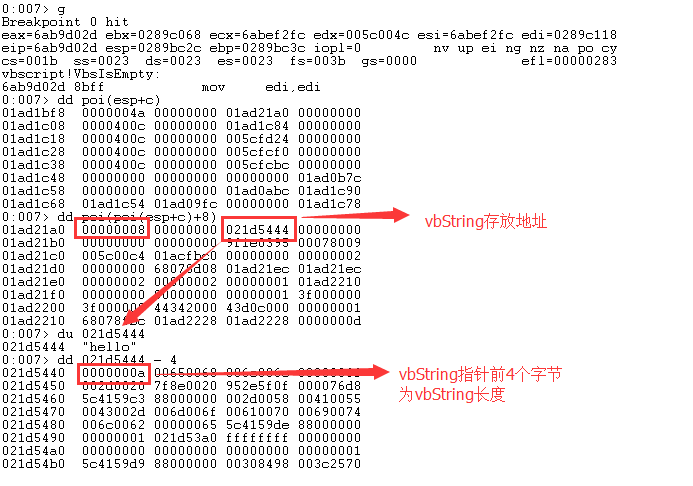 0:007> g
Breakpoint 0 hit
eax=6ab9d02d ebx=0289c068 ecx=6abef2fc edx=005c004c esi=6abef2fc edi=0289c118
eip=6ab9d02d esp=0289bc2c ebp=0289bc3c iopl=0 nv up ei ng nz na po cy
cs=001b ss=0023 ds=0023 es=0023 fs=003b gs=0000 efl=00000283
vbscript!VbsIsEmpty:
6ab9d02d 8bff mov edi,edi
0:007> dd poi(esp+c)
01ad1bf8 0000004a 00000000 01ad21a0 00000000
01ad1c08 0000400c 00000000 01ad1c84 00000000
01ad1c18 0000400c 00000000 005cfd24 00000000
01ad1c28 0000400c 00000000 005cfcf0 00000000
01ad1c38 0000400c 00000000 005cfcbc 00000000
01ad1c48 00000000 00000000 00000000 01ad0b7c
01ad1c58 00000000 00000000 01ad0abc 01ad1c90
01ad1c68 01ad1c54 01ad09fc 00000000 01ad1c78
0:007> dd poi(poi(esp+c)+8)
01ad21a0 00000008 00000000 021d5444 00000000
vbString存放地址
01ad21b0 00000000 00000000 9f1e0395 00078009
01ad21c0 005c00c4 01acfbc0 00000000 00000002
01ad21d0 00000000 68078d08 01ad21ec 01ad21ec
01ad21e0 00000002 00000002 00000001 01ad2210
01ad21f0 00000000 00000000 00000001 3f000000
01ad2200 44342000 43d0c000 00000001
01ad2210 01ad2228 01ad2228 0000000d
0:007> du 021d5444
021d5444 "hello"
0:007> dd 021d5444 - 4
021d5440 0000000a
vbString指针前4个字节
为vbString长度
021d5450 7f8e0020 952e5f0f 000076d8
021d5460 5c4159c3 88000000 002d0058 00410055
021d5470 0043002d 006d006f 00610070 00690074
021d5480 006c0062 00000065 5c4159de 88000000
021d5490 00000001 021d53a0 ffffffff 00000000
021d54a0 00000000 00000000 00000000 00000001
021d54b0 5c4159d9 88000000 00308498 003c2570